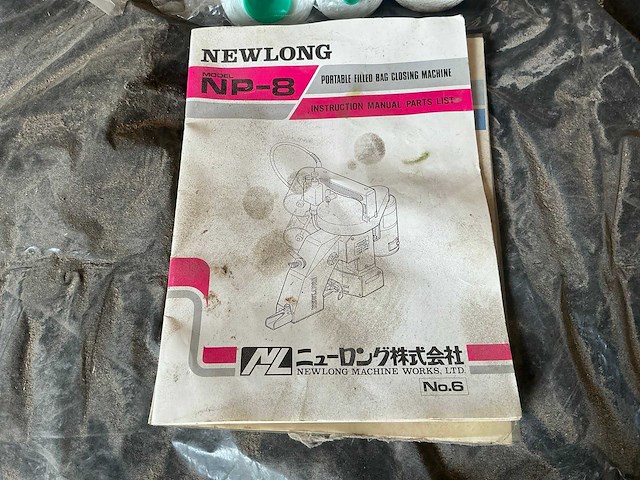 NEWLONG
MODEL
NP-8
PORTABLE FILLED BAG CLOSING MACHINE
INSTRUCTION MANUAL PARTS LIST
NL ニューロング株式会社
NEWLONG MACHINE WORKS, LTD.
No.6